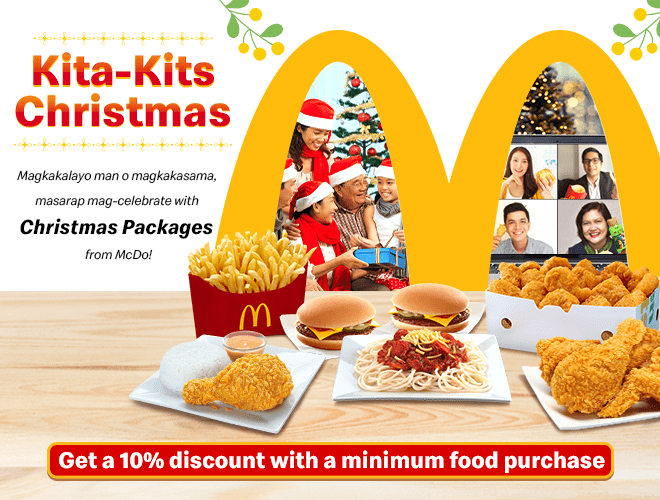 Kita-Kits
Christmas
Magkakalayo man o magkakasama,
masarap mag-celebrate with
Christmas Packages
from McDo!
Get a 10% discount with a minimum food purchase